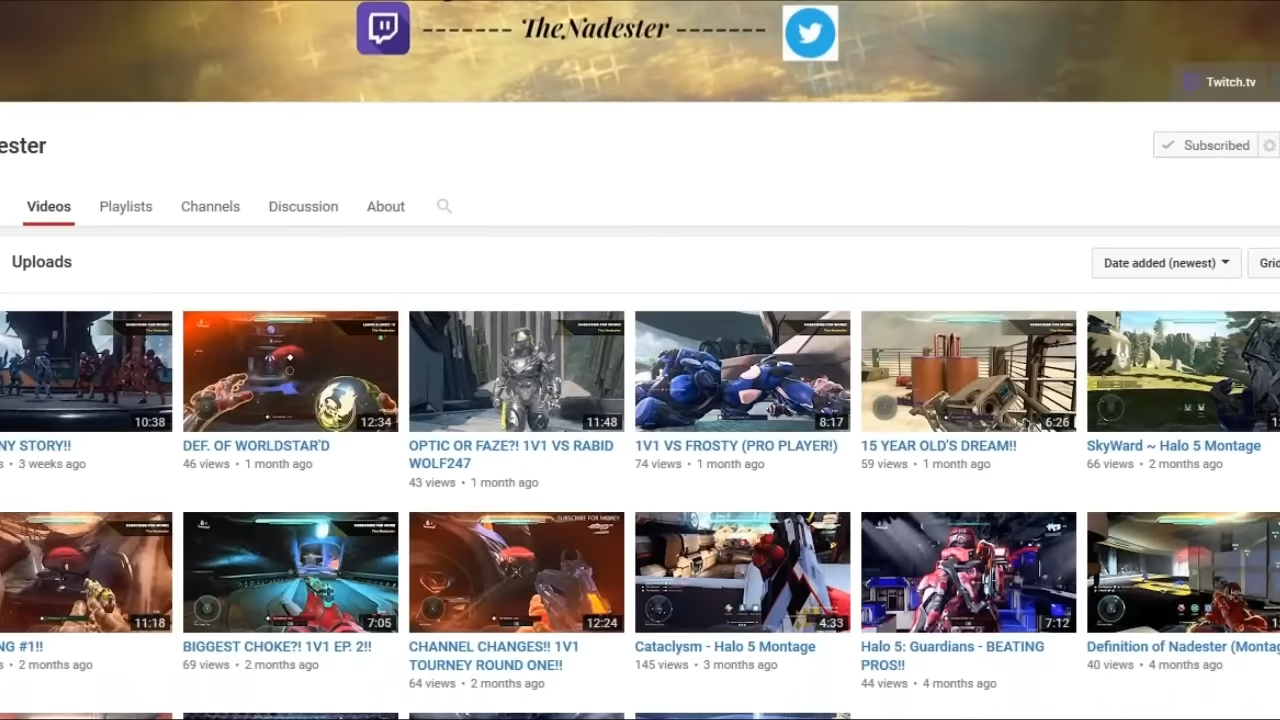 ------- TheNadester -------
Twitch.tv
ester
Subscribed
Videos Playlists Channels Discussion About
Uploads
Date added (newest)
Grid
10:38
12:34
11:48
8:17
6:26
NY STORY!!
s • 3 weeks ago
DEF. OF WORLDSTAR'D
46 views • 1 month ago
OPTIC OR FAZE?! 1V1 VS RABID
WOLF247
43 views • 1 month ago
1V1 VS FROSTY (PRO PLAYER!)
74 views • 1 month ago
15 YEAR OLD'S DREAM!!
59 views • 1 month ago
SkyWard ~ Halo 5 Montage
66 views • 2 months ago
11:18
7:05
SUBSCRIBE FOR MORE!!
12:24
4:33
7:12
NG #1!!
s • 2 months ago
BIGGEST CHOKE?! 1V1 EP. 2!!
69 views • 2 months ago
CHANNEL CHANGES!! 1V1
TOURNEY ROUND ONE!!
64 views • 2 months ago
Cataclysm - Halo 5 Montage
145 views • 3 months ago
Halo 5: Guardians - BEATING
PROS!!
44 views • 4 months ago
Definition of Nadester (Montag
40 views • 4 months ago